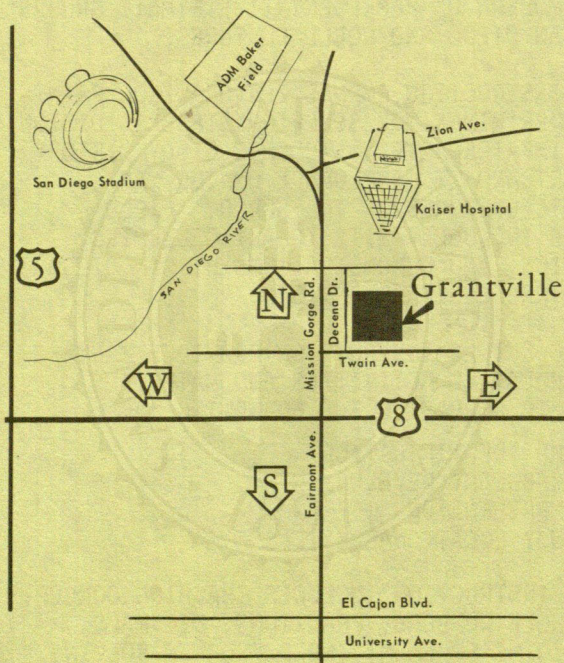 ADM Baker
Field
Zion Ave.
San Diego Stadium
Kaiser Hospital
SAN DIEGO RIVER
5
N
Mission Gorge Rd.
Decena Dr.
Grantville
Twain Ave.
W
E
8
S
Fairmont Ave.
El Cajon Blvd.
University Ave.